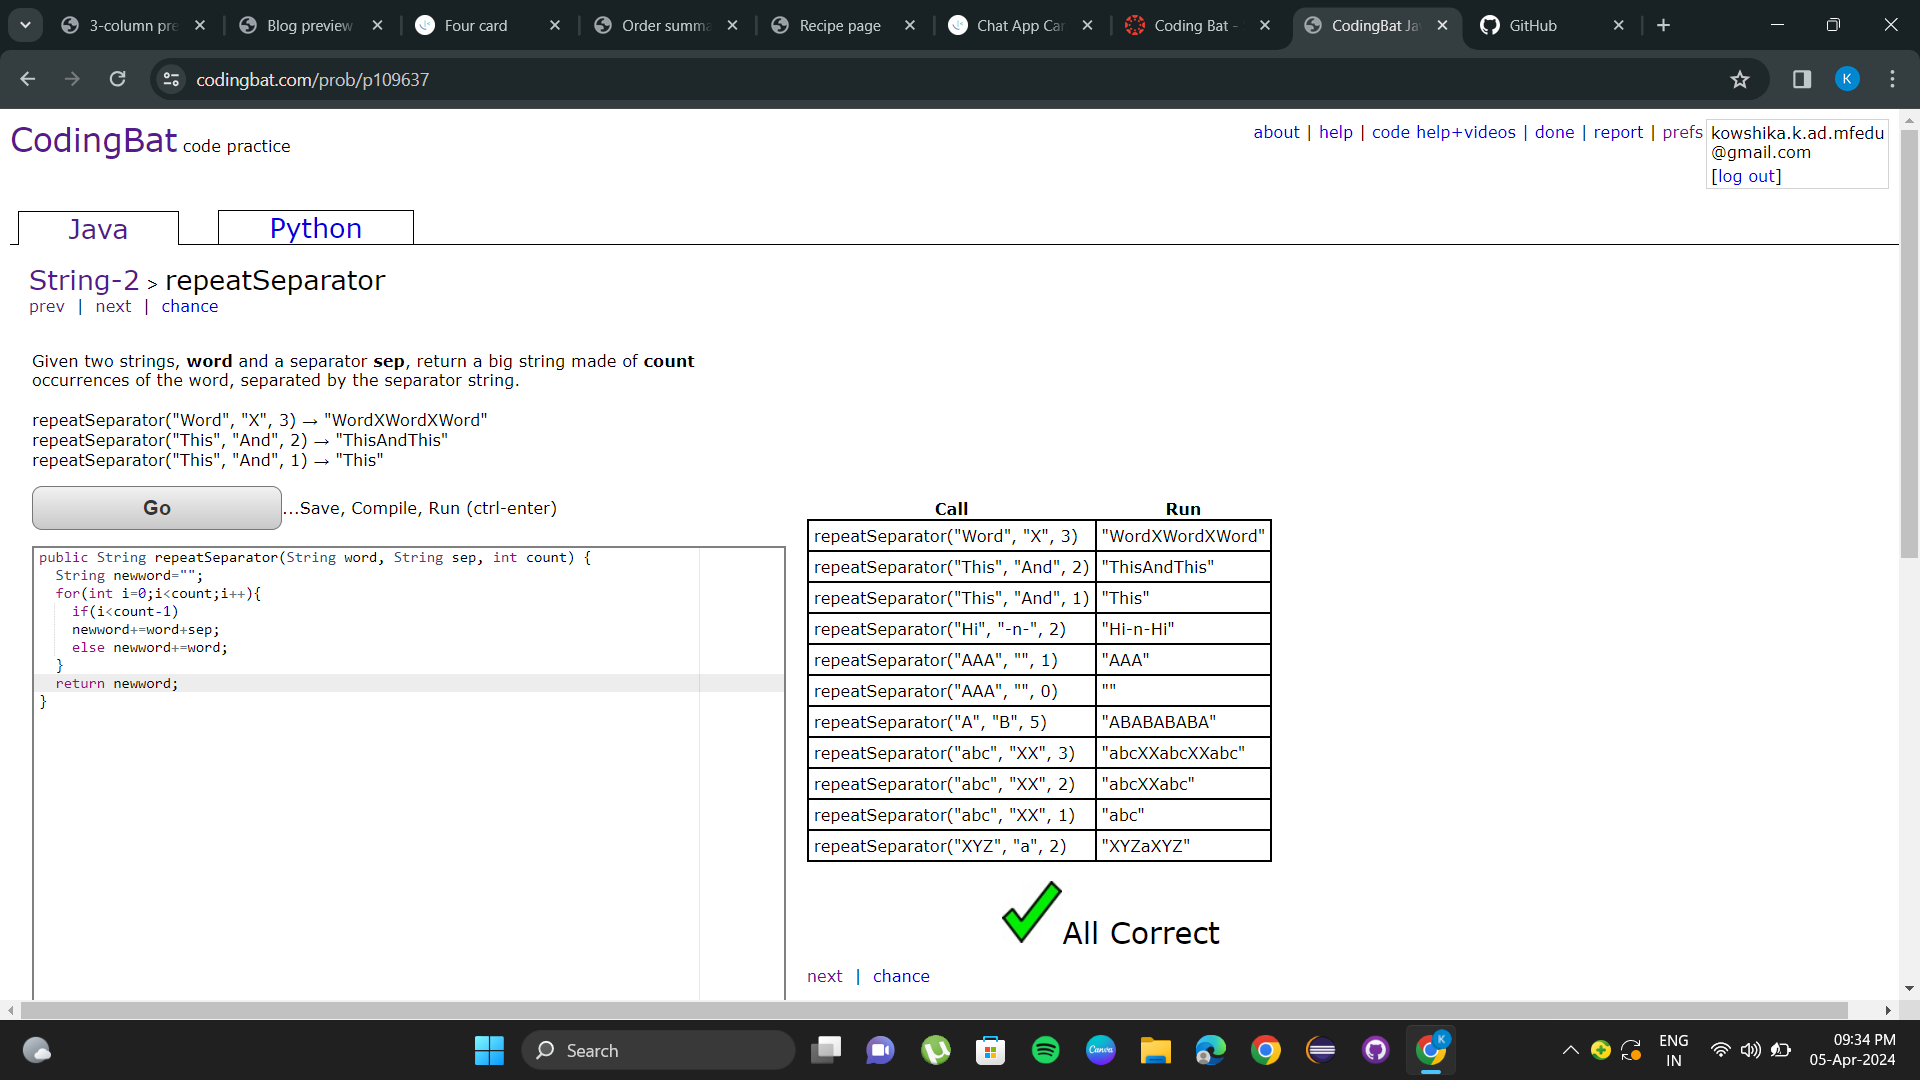 3-column pre
Blog preview
Four card
Order summa
Recipe page
Chat App Car
Coding Bat -
CodingBat Ja
GitHub
codingbat.com/prob/p109637
CodingBat code practice
about | help | code help+videos | done | report | prefs
kowshika.k.ad.mfedu
@gmail.com
[log out]
Java
Python
String-2 > repeatSeparator
prev | next | chance
Given two strings, word and a separator sep, return a big string made of count
occurrences of the word, separated by the separator string.
repeatSeparator("Word", "X", 3) → "WordXWordXWord"
repeatSeparator("This", "And", 2) → "ThisAndThis"
repeatSeparator("This", "And", 1) → "This"
Go
...Save, Compile, Run (ctrl-enter)
public String repeatSeparator(String word, String sep, int count) {
String newword="";
for(int i=0;i<count;i++){
if(i<count-1)
newword+=word+sep;
else newword+=word;
}
return newword;
}
Call Run
repeatSeparator("Word", "X", 3) "WordXWordXWord"
repeatSeparator("This", "And", 2) "ThisAndThis"
repeatSeparator("This", "And", 1) "This"
repeatSeparator("Hi", "-n-", 2) "Hi-n-Hi"
repeatSeparator("AAA", "", 1) "AAA"
repeatSeparator("AAA", "", 0) ""
repeatSeparator("A", "B", 5) "ABABABABA"
repeatSeparator("abc", "XX", 3) "abcXXabcXXabc"
repeatSeparator("abc", "XX", 2) "abcXXabc"
repeatSeparator("abc", "XX", 1) "abc"
repeatSeparator("XYZ", "a", 2) "XYZaXYZ"
All Correct
next | chance
Search
Canva
K
ENG
IN
09:34 PM
05-Apr-2024